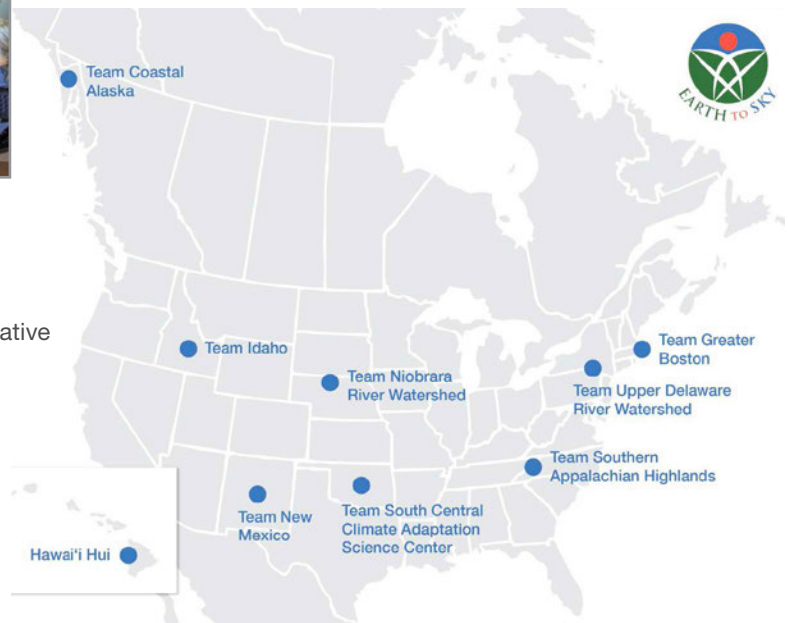 Team Coastal
Alaska
EARTH TO SKY
ative
Team Idaho
Team Greater
Boston
Team Niobrara
River Watershed
Team Upper Delaware
River Watershed
Team Southern
Appalachian Highlands
Team New
Mexico
Team South Central
Climate Adaptation
Science Center
Hawai'i Hui